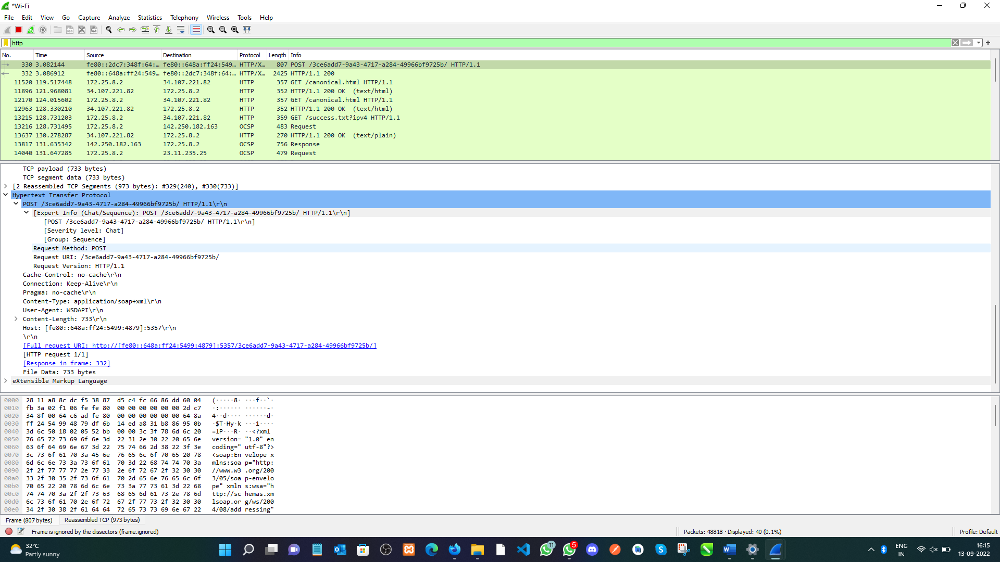 *Wi-Fi
File Edit View Go Capture Analyze Statistics Telephony Wireless Tools Help
http
No. Time Source Destination Protocol Length Info
330 3.082144 fe80::2dc7:348f:64:… fe80::648a:ff24:549… HTTP/X… 807 POST /3ce6add7-9a43-4717-a284-49966bf9725b/ HTTP/1.1
332 3.086912 fe80::648a:ff24:549… fe80::2dc7:348f:64:… HTTP/X… 2425 HTTP/1.1 200
11520 119.517448 172.25.8.2 34.107.221.82 HTTP 357 GET /canonical.html HTTP/1.1
11896 121.968081 34.107.221.82 172.25.8.2 HTTP 352 HTTP/1.1 200 OK (text/html)
12170 124.015602 172.25.8.2 34.107.221.82 HTTP 357 GET /canonical.html HTTP/1.1
12963 128.330210 34.107.221.82 172.25.8.2 HTTP 352 HTTP/1.1 200 OK (text/html)
13215 128.731203 172.25.8.2 34.107.221.82 HTTP 359 GET /success.txt?ipv4 HTTP/1.1
13216 128.731495 172.25.8.2 142.250.182.163 OCSP 483 Request
13637 130.278287 34.107.221.82 172.25.8.2 HTTP 270 HTTP/1.1 200 OK (text/plain)
13817 131.635342 142.250.182.163 172.25.8.2 OCSP 756 Response
14040 131.647285 172.25.8.2 23.11.235.25 OCSP 479 Request
TCP payload (733 bytes)
TCP segment data (733 bytes)
[2 Reassembled TCP Segments (973 bytes): #329(240), #330(733)]
Hypertext Transfer Protocol
POST /3ce6add7-9a43-4717-a284-49966bf9725b/ HTTP/1.1\r\n
[Expert Info (Chat/Sequence): POST /3ce6add7-9a43-4717-a284-49966bf9725b/ HTTP/1.1\r\n]
[POST /3ce6add7-9a43-4717-a284-49966bf9725b/ HTTP/1.1\r\n]
[Severity level: Chat]
[Group: Sequence]
Request Method: POST
Request URI: /3ce6add7-9a43-4717-a284-49966bf9725b/
Request Version: HTTP/1.1
Cache-Control: no-cache\r\n
Connection: Keep-Alive\r\n
Pragma: no-cache\r\n
Content-Type: application/soap+xml\r\n
User-Agent: WSDAPI\r\n
Content-Length: 733\r\n
Host: [fe80::648a:ff24:5499:4879]:5357\r\n
\r\n
[Full request URI: http://[fe80::648a:ff24:5499:4879]:5357/3ce6add7-9a43-4717-a284-49966bf9725b/]
[HTTP request 1/1]
[Response in frame: 332]
File Data: 733 bytes
eXtensible Markup Language
0000 28 11 a8 8c dc f5 38 87 d5 c4 fc 66 86 dd 60 04 (·····8· ···f··`·
0010 fb 3a 02 f1 06 fe fe 80 00 00 00 00 00 00 2d c7 ·:······ ······-·
0020 34 8f 00 64 c6 ad fe 80 00 00 00 00 00 00 64 8a 4··d···· ······d·
0030 ff 24 54 99 48 79 df 6b 14 ed a8 31 b8 86 95 0b ·$T·Hy·k ···1····
0040 3d 6c 50 18 02 05 52 bb 00 00 3c 3f 78 6d 6c 20 =lP···R· ··<?xml
0050 76 65 72 73 69 6f 6e 3d 22 31 2e 30 22 20 65 6e version= "1.0" en
0060 63 6f 64 69 6e 67 3d 22 75 74 66 2d 38 22 3f 3e coding=" utf-8"?>
0070 3c 73 6f 61 70 3a 45 6e 76 65 6c 6f 70 65 20 78 <soap:En velope x
0080 6d 6c 6e 73 3a 73 6f 61 70 3d 22 68 74 74 70 3a mlns:soa p="http:
0090 2f 2f 77 77 77 2e 77 33 2e 6f 72 67 2f 32 30 30 //www.w3 .org/200
00a0 33 2f 30 35 2f 73 6f 61 70 2d 65 6e 76 65 6c 6f 3/05/soa p-envelo
00b0 70 65 22 20 78 6d 6c 6e 73 3a 77 73 61 3d 22 68 pe" xmln s:wsa="h
00c0 74 74 70 3a 2f 2f 73 63 68 65 6d 61 73 2e 78 6d ttp://sc hemas.xm
00d0 6c 73 6f 61 70 2e 6f 72 67 2f 77 73 2f 32 30 30 lsoap.or g/ws/200
00e0 34 2f 30 38 2f 61 64 64 72 65 73 73 69 6e 67 22 4/08/add ressing"
Frame (807 bytes) Reassembled TCP (973 bytes)
Frame is ignored by the dissectors (frame.ignored) Packets: 48818 · Displayed: 40 (0.1%) Profile: Default
32°C
Partly sunny
11
5
ENG
IN
16:15
13-09-2022